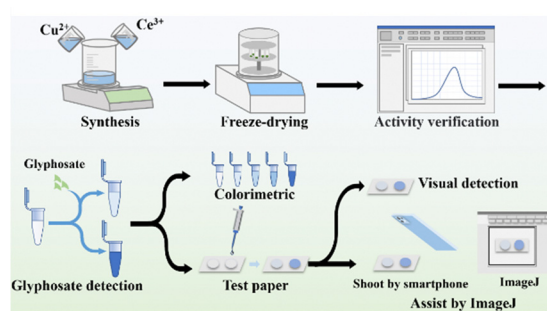 Cu²⁺ Ce³⁺
Synthesis Freeze-drying Activity verification
Glyphosate
Colorimetric
Visual detection
Glyphosate detection
Test paper
Shoot by smartphone
ImageJ
Assist by ImageJ